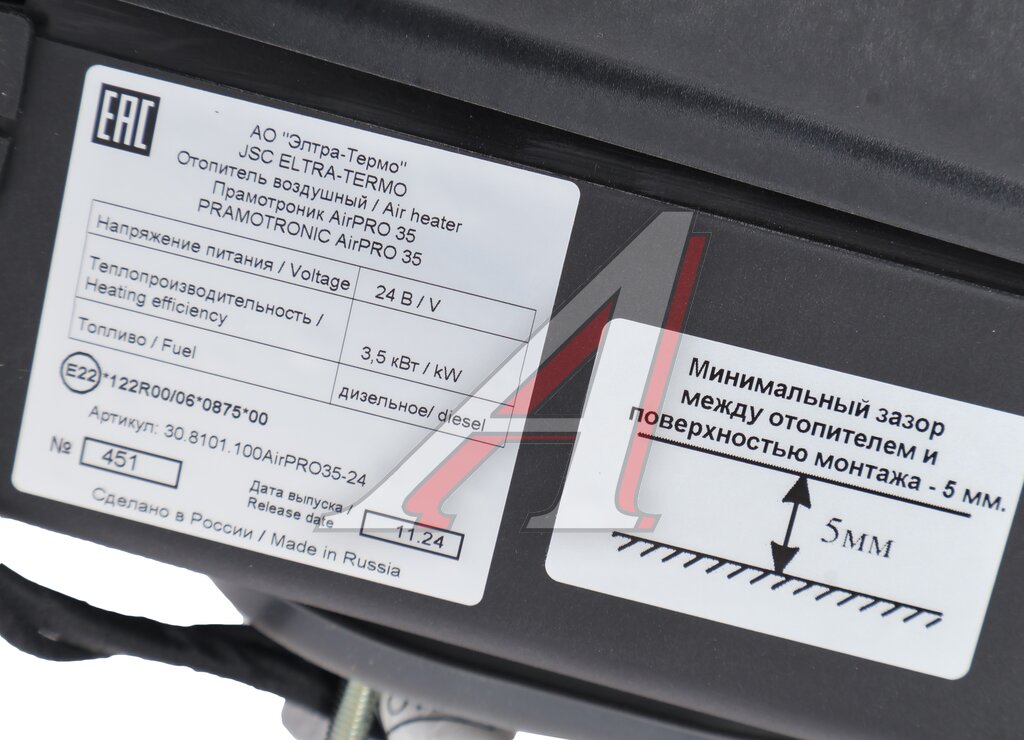 EAC
АО "Элтра-Термо"
JSC ELTRA-TERMO
Отопитель воздушный / Air heater
Прамотроник AirPRO 35
PRAMOTRONIC AirPRO 35
Напряжение питания / Voltage 24 В / V
Теплопроизводительность /
Heating efficiency 3,5 кВт / kW
Топливо / Fuel дизельное/ diesel
E22 *122R00/06*0875*00
Артикул: 30.8101.100AirPRO35-24
№ 451
Дата выпуска /
Release date 11.24
Сделано в России / Made in Russia
Минимальный зазор
между отопителем и
поверхностью монтажа - 5 мм.
5мм